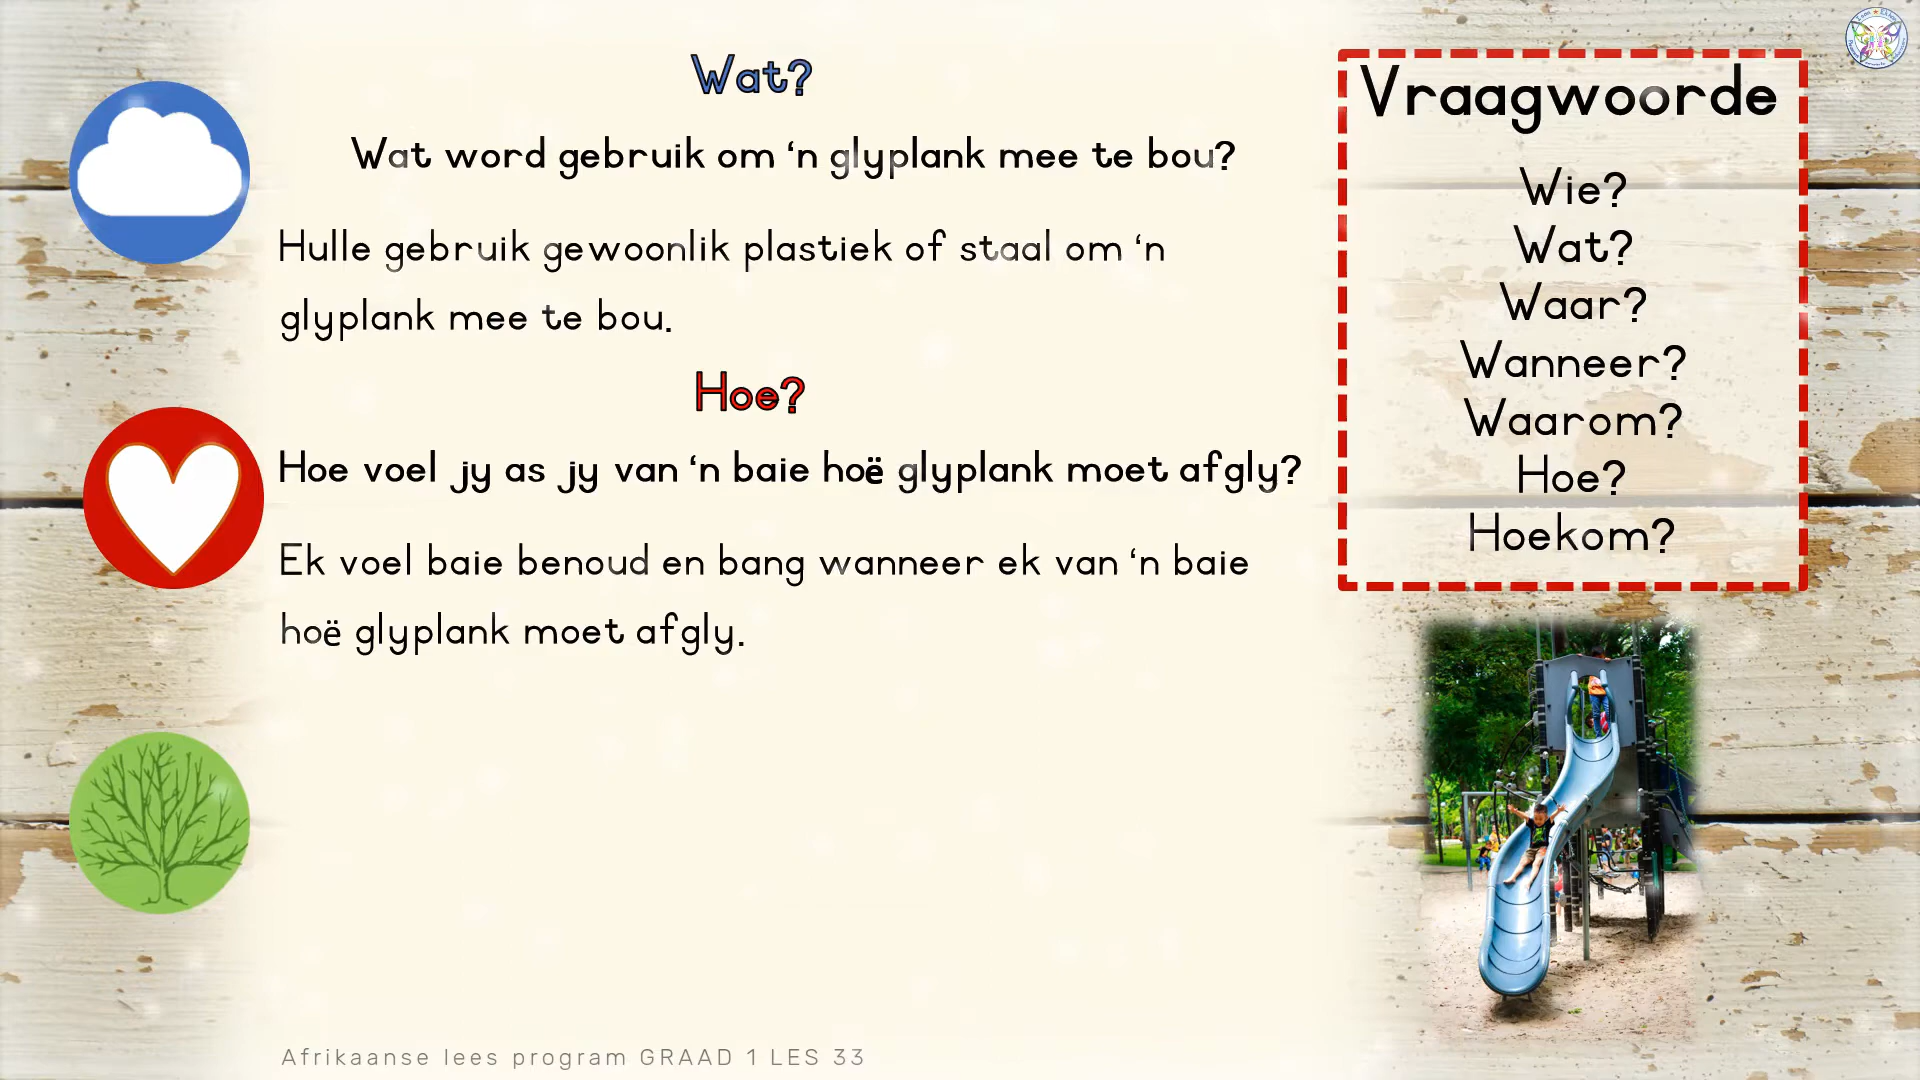 Wat?
Wat word gebruik om ‘n glyplank mee te bou?
Hulle gebruik gewoonlik plastiek of staal om ‘n
glyplank mee te bou.
Hoe?
Hoe voel jy as jy van ‘n baie hoë glyplank moet afgly?
Ek voel baie benoud en bang wanneer ek van ‘n baie
hoë glyplank moet afgly.
Vraagwoorde
Wie?
Wat?
Waar?
Wanneer?
Waarom?
Hoe?
Hoekom?
Afrikaanse lees program GRAAD 1 LES 33